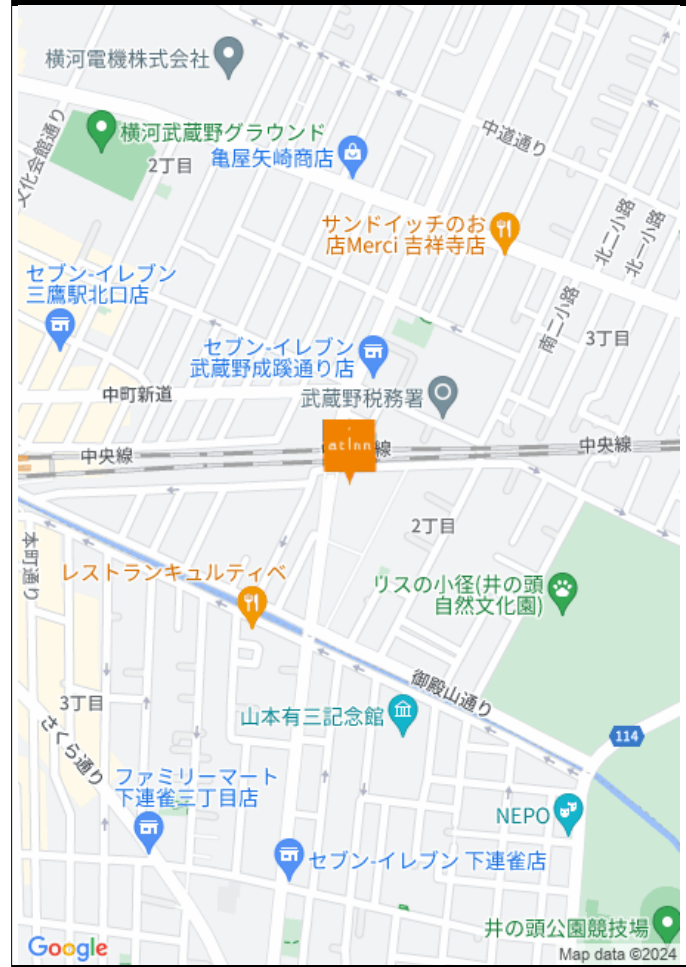 横河電機株式会社
文化会館通り
横河武蔵野グラウンド
2丁目
亀屋矢崎商店
中道通り
サンドイッチのお
店Merci 吉祥寺店
北二小路
北一小路
セブン-イレブン
三鷹駅北口店
南二小路
3丁目
セブン-イレブン
武蔵野成蹊通り店
中町新道
武蔵野税務署
atinn
中央線
線
中央線
2丁目
本町通り
レストランキュルティベ
リスの小径(井の頭
自然文化園)
御殿山通り
3丁目
さくら通り
山本有三記念館
114
ファミリーマート
下連雀三丁目店
NEPO
セブン-イレブン 下連雀店
井の頭公園競技場
Google
Map data ©2024